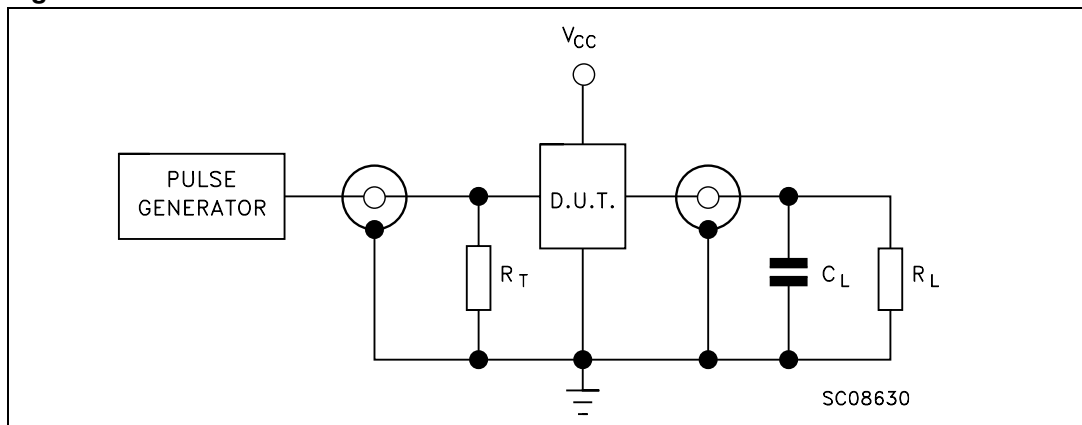 VCC
PULSE
GENERATOR
D.U.T.
RT
CL
RL
SC08630